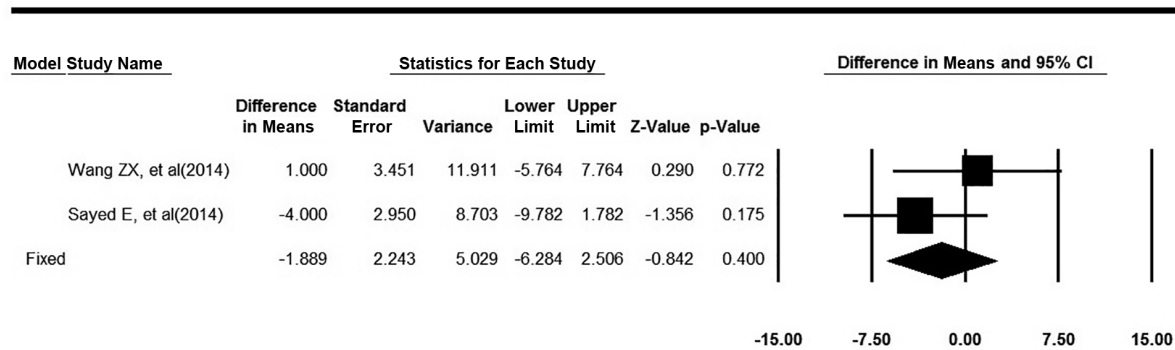 Model Study Name Statistics for Each Study Difference in Means and 95% CI
Difference Standard Lower Upper
in Means Error Variance Limit Limit Z-Value p-Value
Wang ZX, et al(2014) 1.000 3.451 11.911 -5.764 7.764 0.290 0.772
Sayed E, et al(2014) -4.000 2.950 8.703 -9.782 1.782 -1.356 0.175
Fixed -1.889 2.243 5.029 -6.284 2.506 -0.842 0.400
-15.00 -7.50 0.00 7.50 15.00